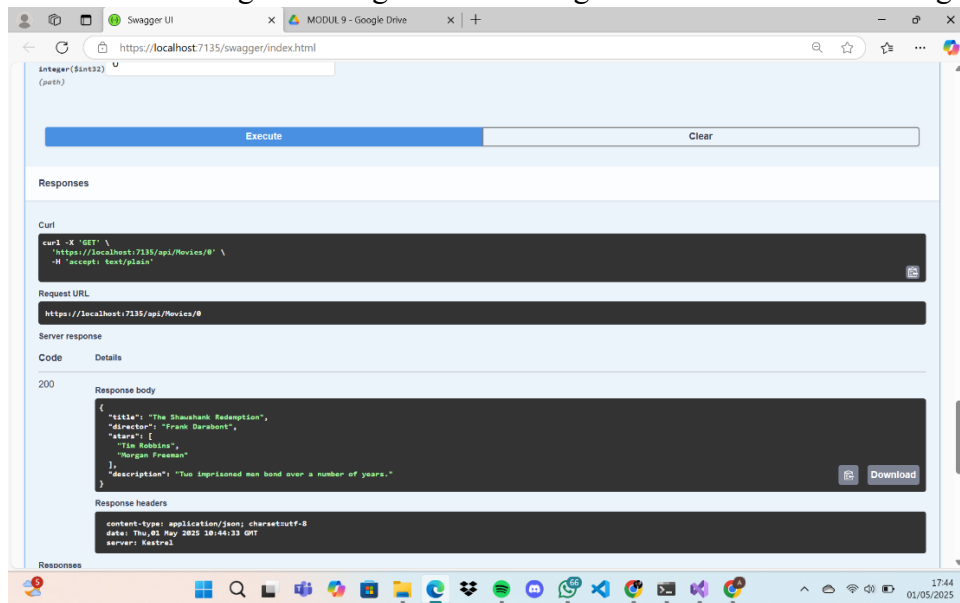 Swagger UI
MODUL 9 - Google Drive
https://localhost:7135/swagger/index.html
integer($int32)
0
(path)
Execute
Clear
Responses
Curl
curl -X 'GET' \
'https://localhost:7135/api/Movies/0' \
-H 'accept: text/plain'
Request URL
https://localhost:7135/api/Movies/0
Server response
Code Details
200
Response body
{
"title": "The Shawshank Redemption",
"director": "Frank Darabont",
"stars": [
"Tim Robbins",
"Morgan Freeman"
],
"description": "Two imprisoned men bond over a number of years."
}
Download
Response headers
content-type: application/json; charset=utf-8
date: Thu,01 May 2025 10:44:33 GMT
server: Kestrel
Responses
66
17:44
01/05/2025